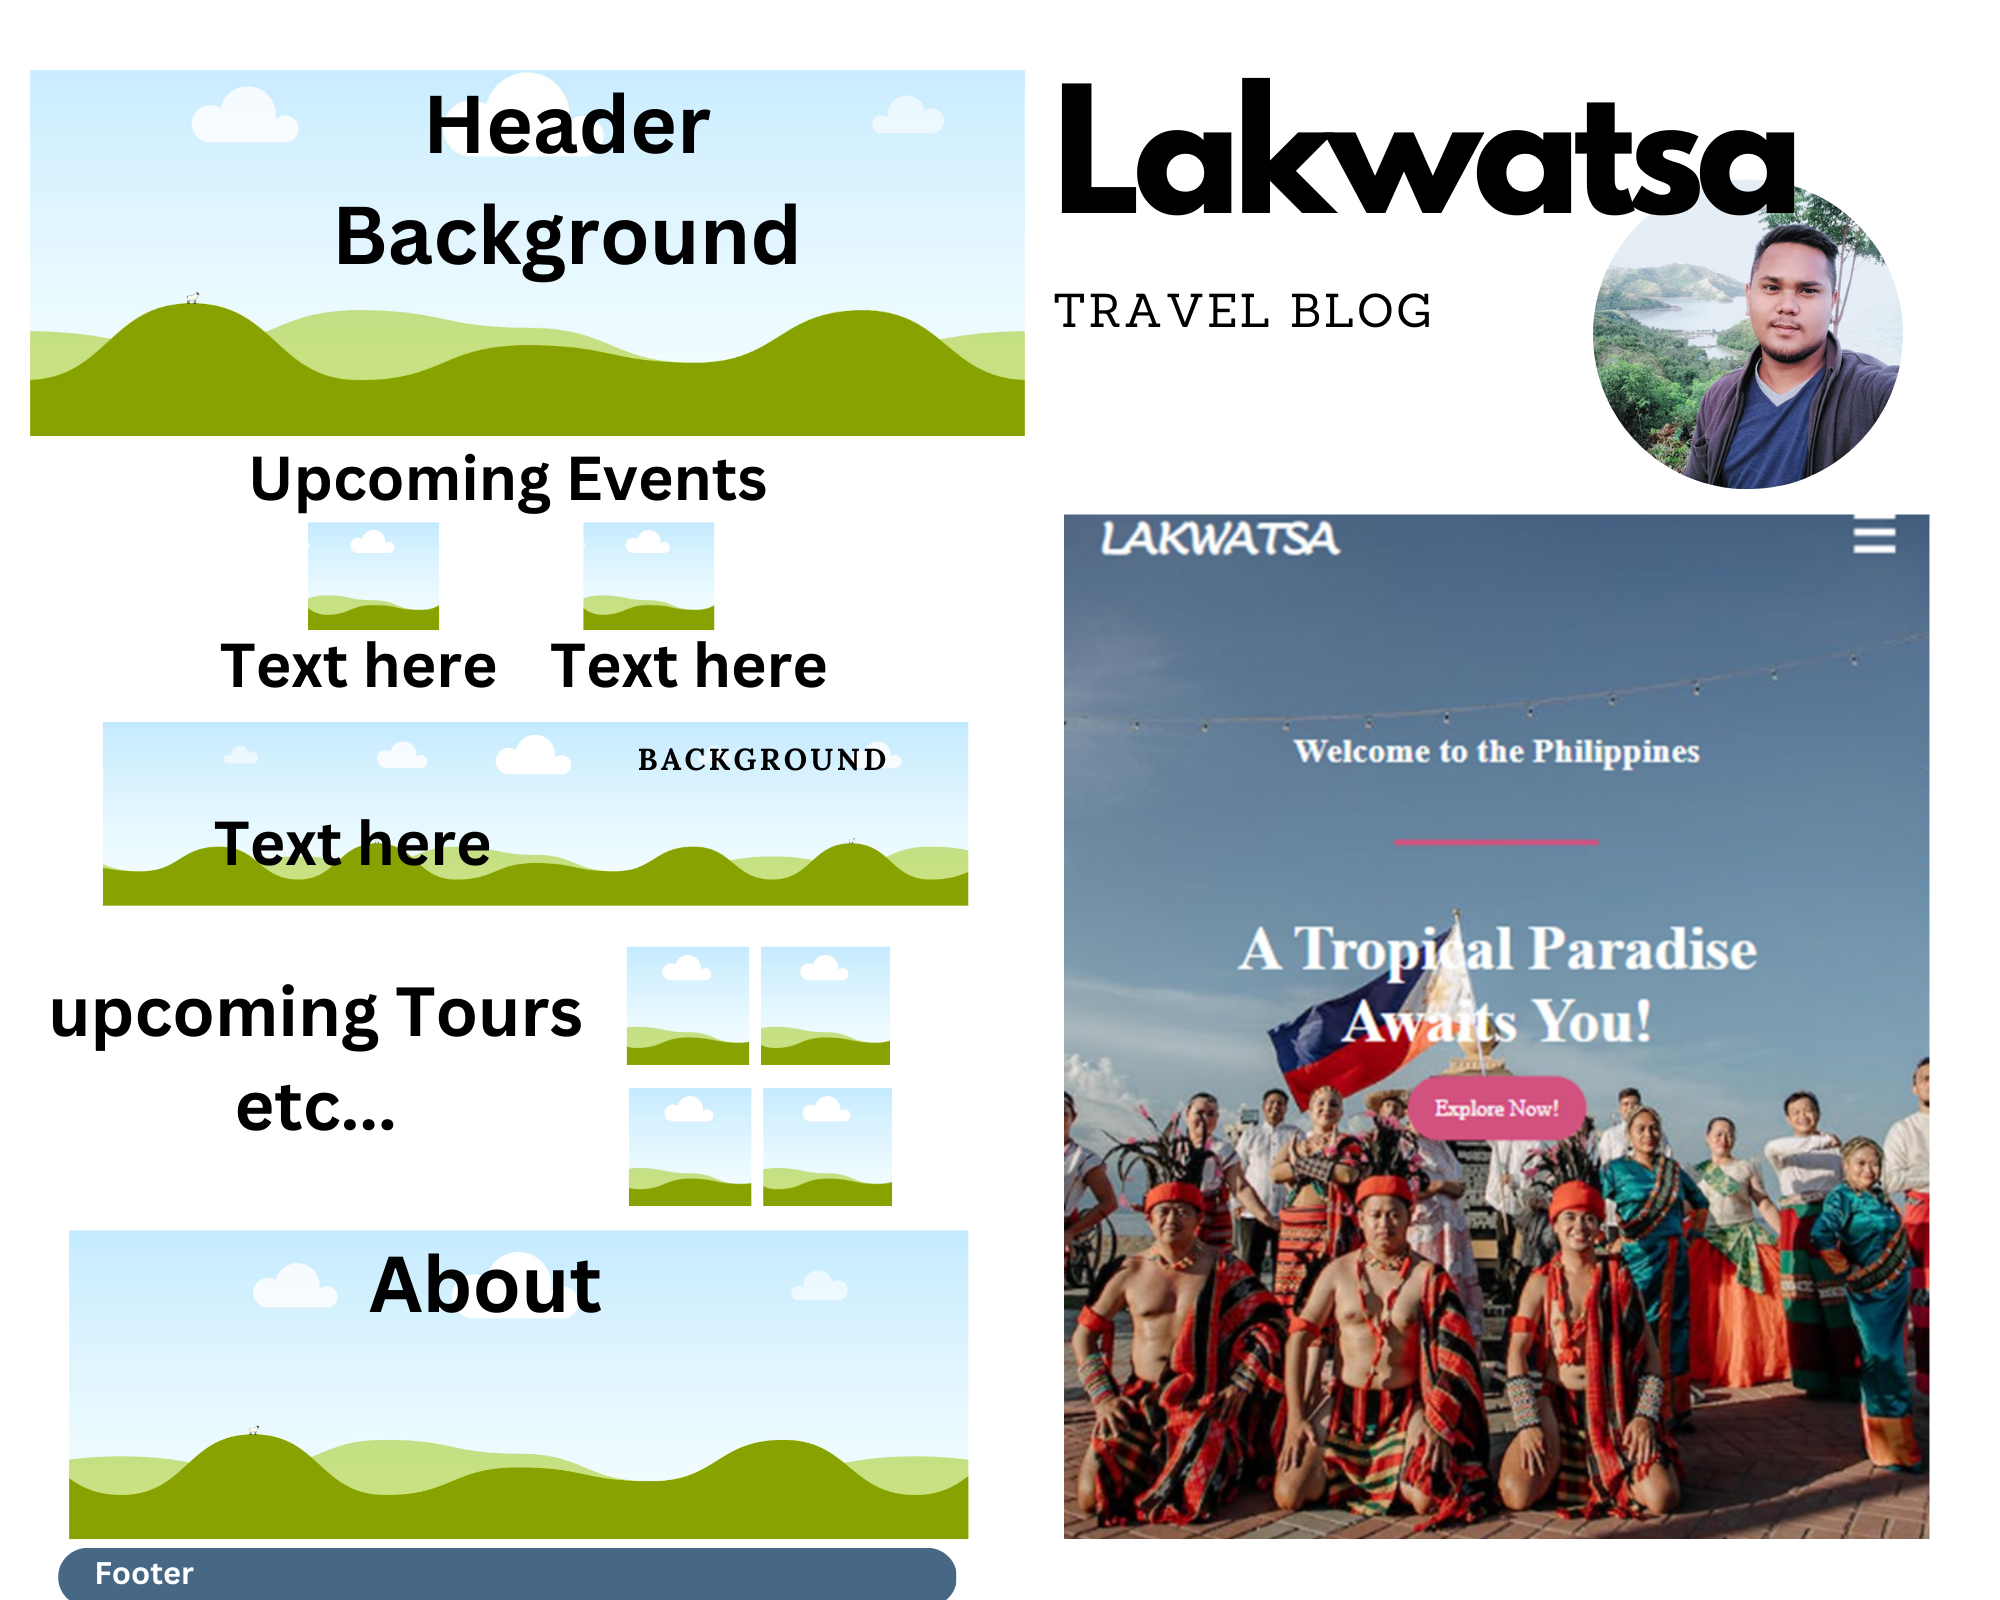 Header
Background
Upcoming Events
Text here
Text here
BACKGROUND
Text here
upcoming Tours
etc...
About
Footer
Lakwatsa
TRAVEL BLOG
LAKWATSA
Welcome to the Philippines
A Tropical Paradise
Awaits You!
Explore Now!